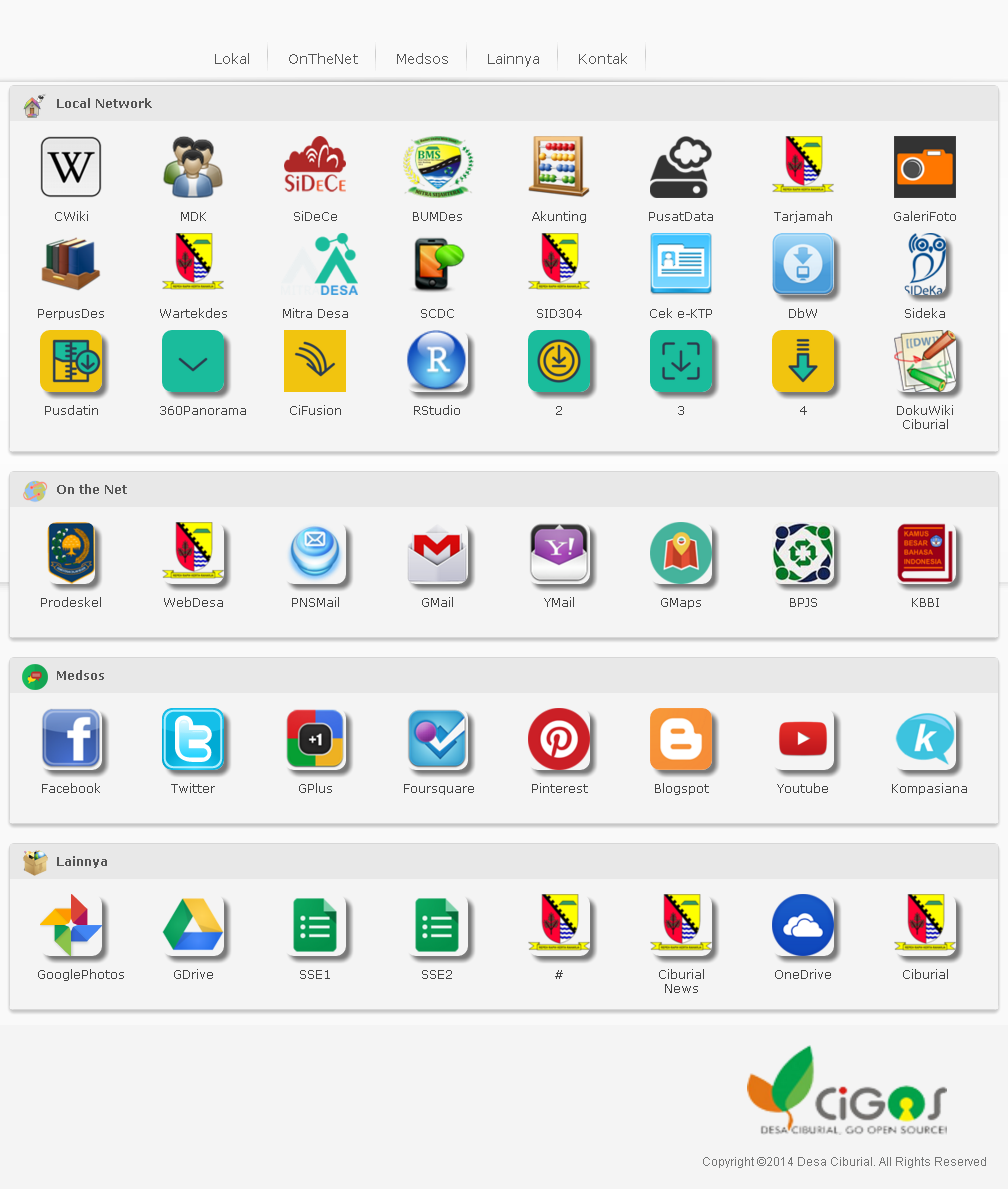 Lokal OnTheNet Medsos Lainnya Kontak
Local Network
W
SiDeCe
BMS
CWiki MDK SiDeCe BUMDes Akunting PusatData Tarjamah GaleriFoto
DESA
SIDeKa
PerpusDes Wartekdes Mitra Desa SCDC SID304 Cek e-KTP DbW Sideka
R
[[DW]]
Pusdatin 360Panorama CiFusion RStudio 2 3 4 DokuWiki Ciburial
On the Net
Y!
KAMUS
BESAR
BAHASA
INDONESIA
Prodeskel WebDesa PNSMail GMail YMail GMaps BPJS KBBI
Medsos
f t +1 B k
Facebook Twitter GPlus Foursquare Pinterest Blogspot Youtube Kompasiana
Lainnya
GooglePhotos GDrive SSE1 SSE2 # Ciburial News OneDrive Ciburial
CiGOS
DESA CIBURIAL, GO OPEN SOURCE!
Copyright ©2014 Desa Ciburial. All Rights Reserved